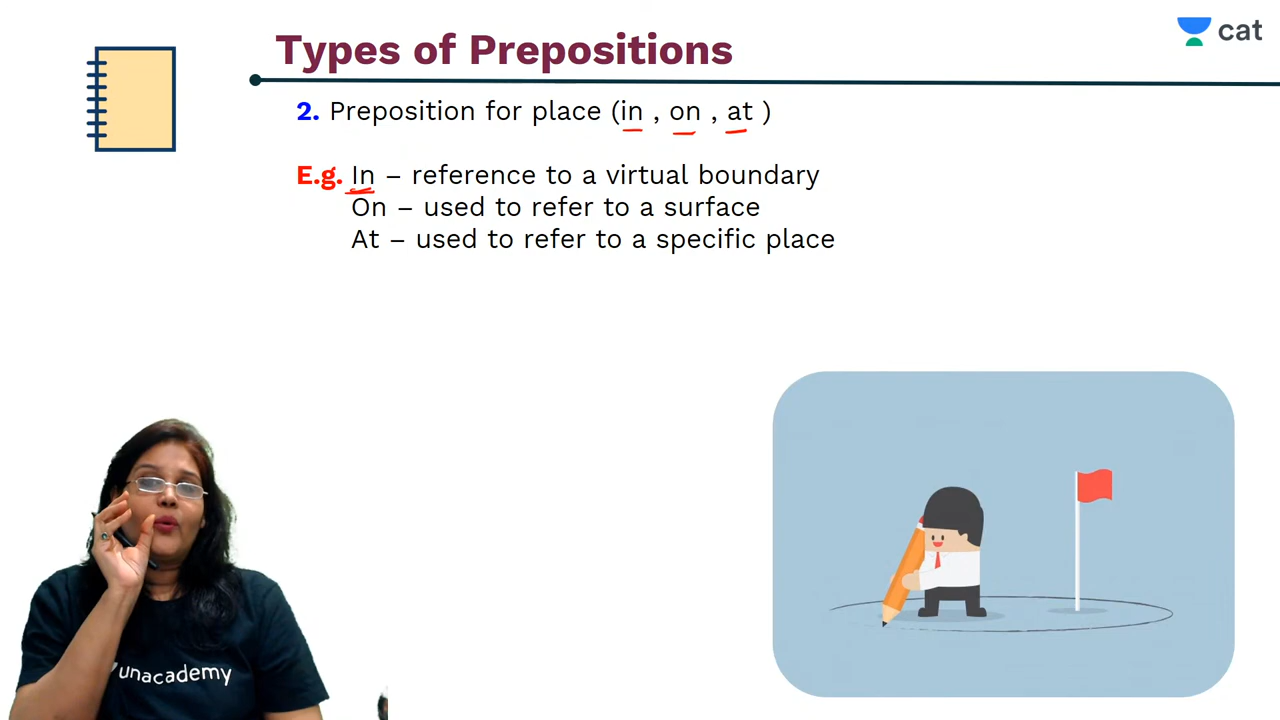 Types of Prepositions
cat
2. Preposition for place (in , on , at )
E.g. In – reference to a virtual boundary
On – used to refer to a surface
At – used to refer to a specific place
unacademy